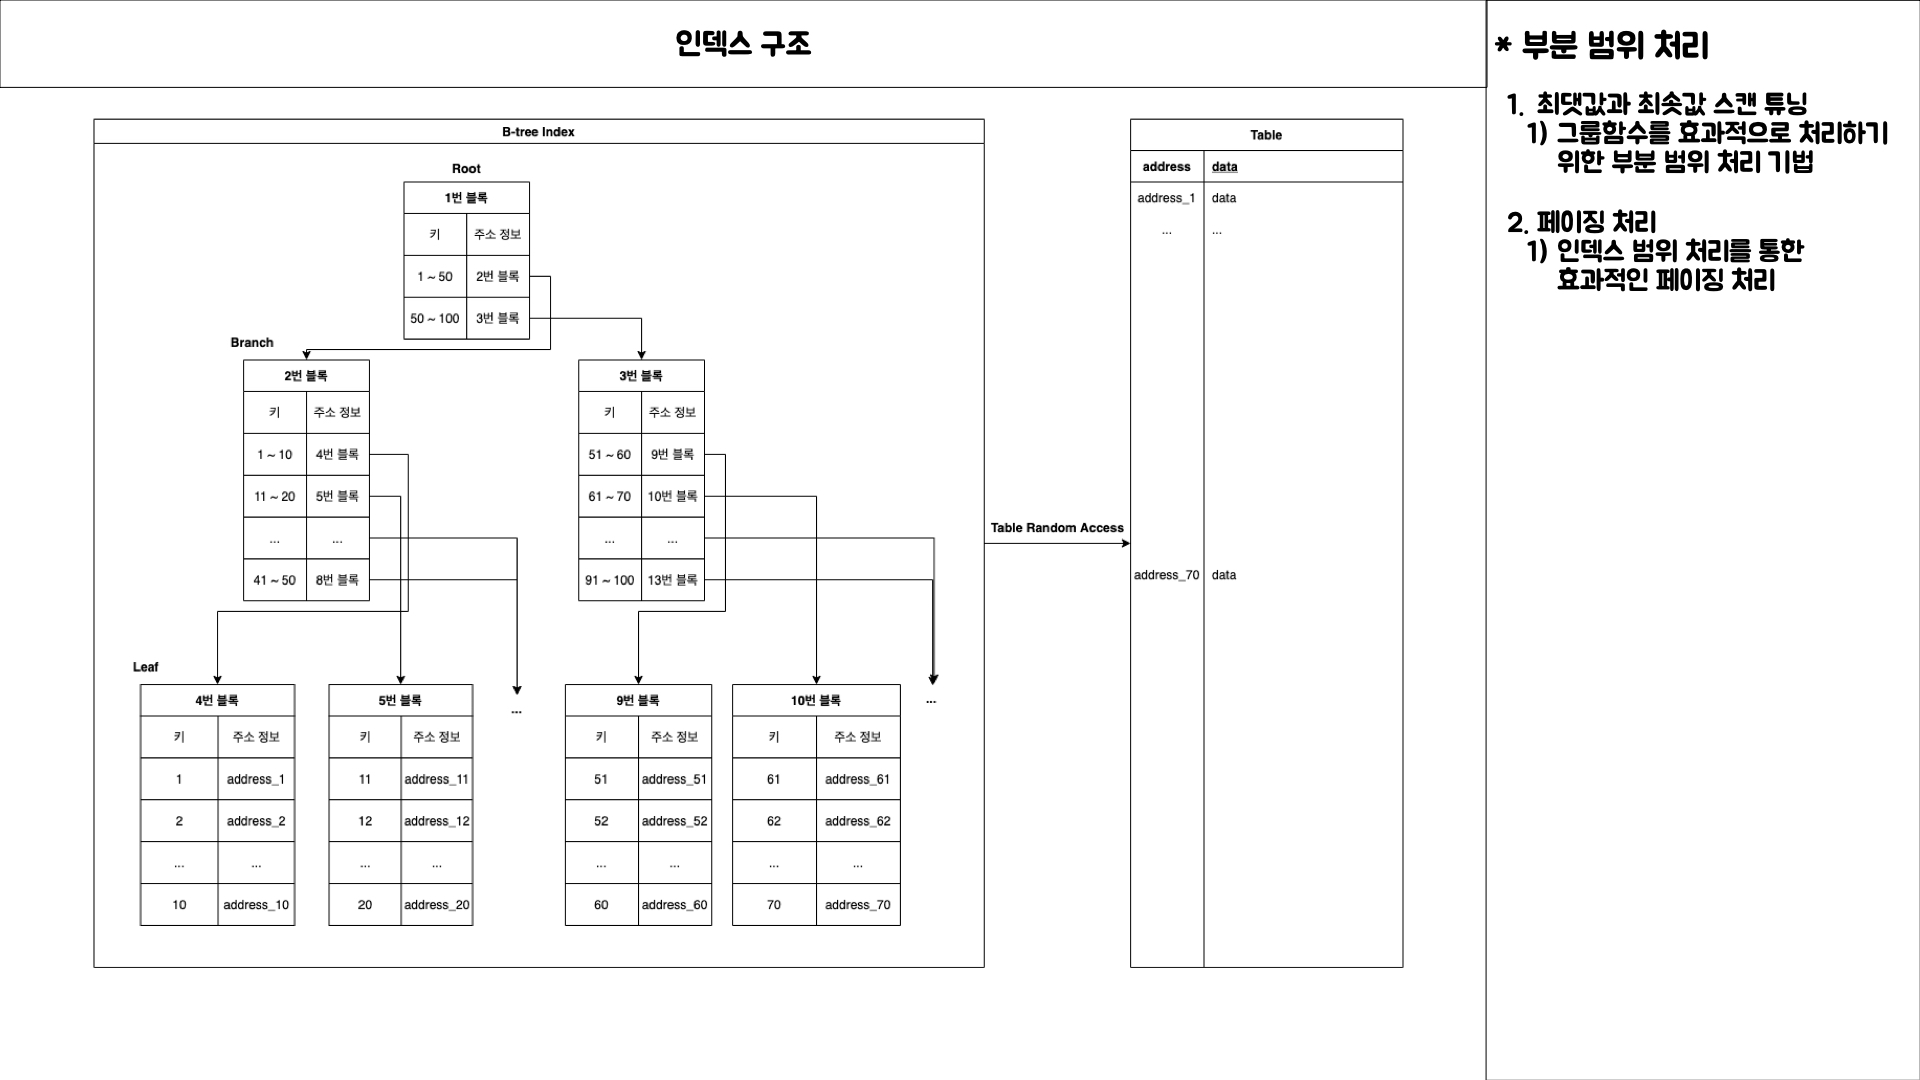 인덱스 구조
* 부분 범위 처리
1. 최댓값과 최솟값 스캔 튜닝
1) 그룹함수를 효과적으로 처리하기
위한 부분 범위 처리 기법
2. 페이징 처리
1) 인덱스 범위 처리를 통한
효과적인 페이징 처리
B-tree Index
Root
1번 블록
키 주소 정보
1 ~ 50 2번 블록
50 ~ 100 3번 블록
Branch
2번 블록
키 주소 정보
1 ~ 10 4번 블록
11 ~ 20 5번 블록
... ...
41 ~ 50 8번 블록
3번 블록
키 주소 정보
51 ~ 60 9번 블록
61 ~ 70 10번 블록
... ...
91 ~ 100 13번 블록
Leaf
4번 블록
키 주소 정보
1 address_1
2 address_2
... ...
10 address_10
5번 블록
키 주소 정보
11 address_11
12 address_12
... ...
20 address_20
...
9번 블록
키 주소 정보
51 address_51
52 address_52
... ...
60 address_60
10번 블록
키 주소 정보
61 address_61
62 address_62
... ...
70 address_70
...
Table Random Access
Table
address data
address_1 data
... ...
address_70 data